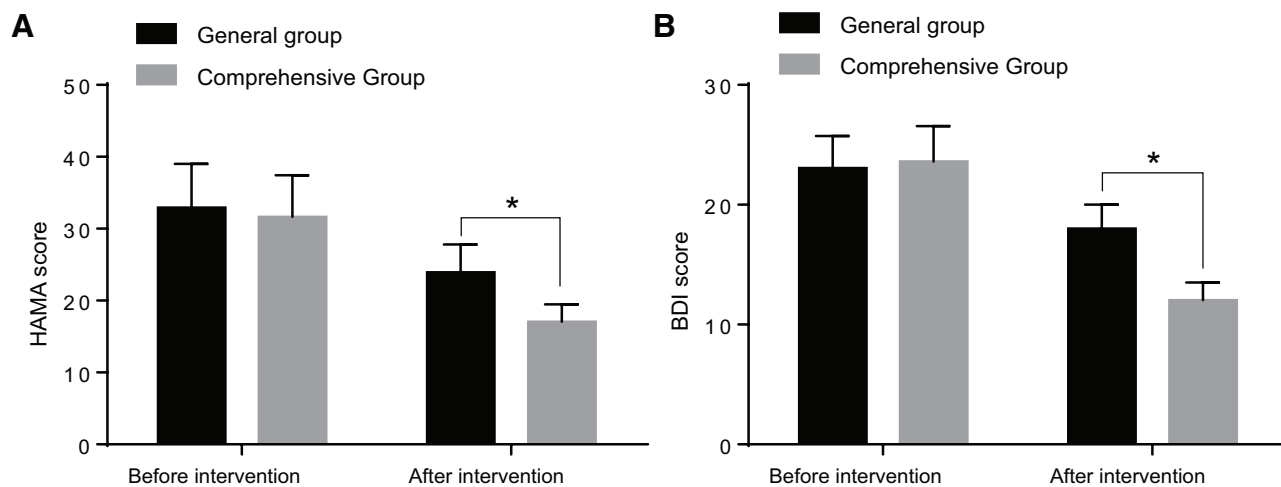 A
General group
Comprehensive Group
50
40
30
20
10
0
HAMA score
*
Before intervention
After intervention
B
General group
Comprehensive Group
30
20
10
0
BDI score
*
Before intervention
After intervention